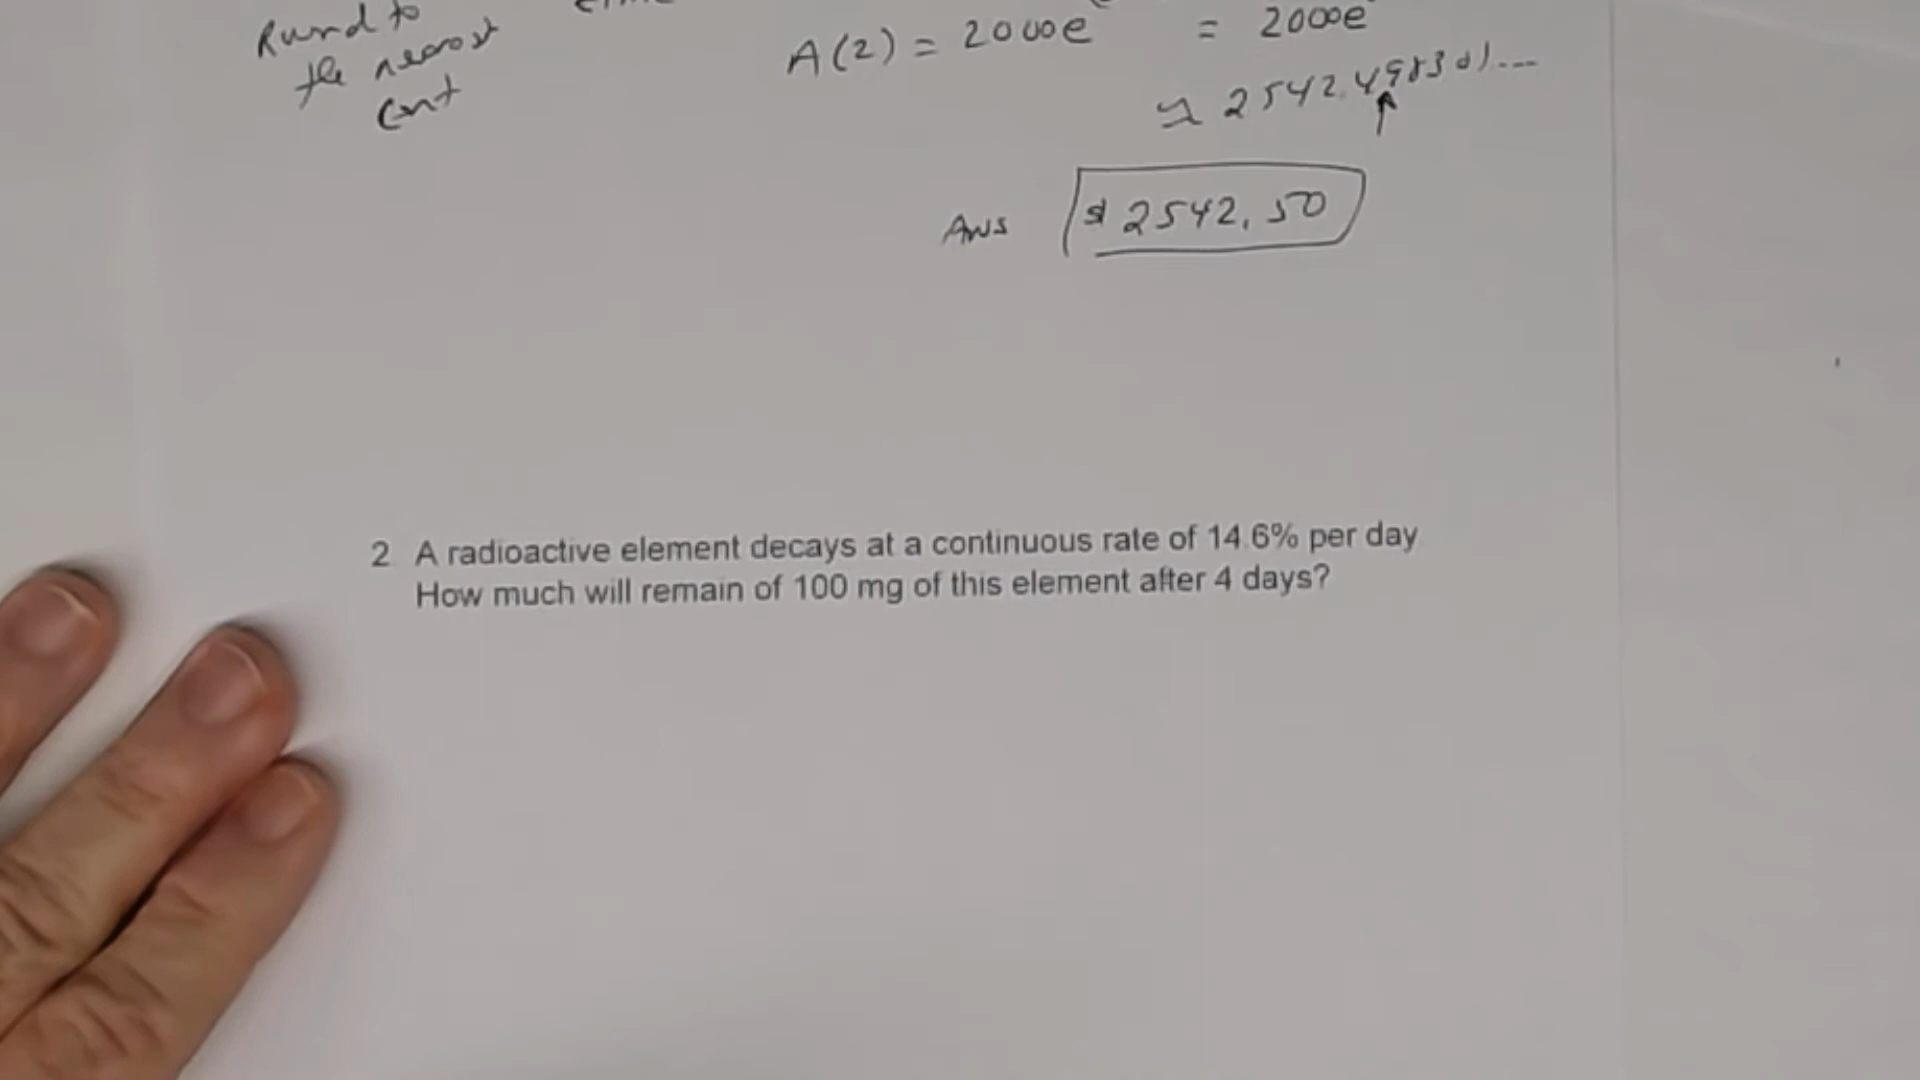 Round to
the nearest
cent
A(2) = 2000e = 2000e
≈ 2542.498301...
Ans $ 2542.50
2 A radioactive element decays at a continuous rate of 14.6% per day
How much will remain of 100 mg of this element after 4 days?